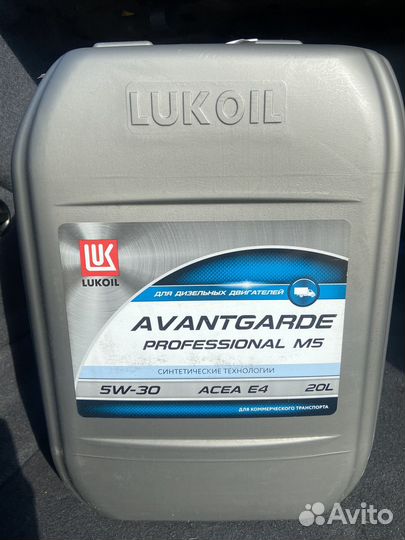 LUKOIL
LUK
LUKOIL
ДЛЯ ДИЗЕЛЬНЫХ ДВИГАТЕЛЕЙ
AVANTGARDE
PROFESSIONAL M5
СИНТЕТИЧЕСКИЕ ТЕХНОЛОГИИ
5W-30 ACEA E4 20L
ДЛЯ КОММЕРЧЕСКОГО ТРАНСПОРТА
Avito